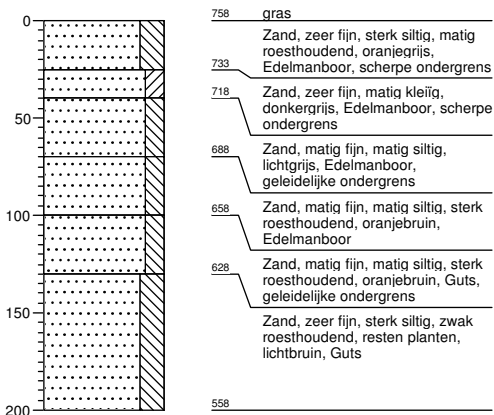 0
50
100
150
200
758 gras
Zand, zeer fijn, sterk siltig, matig
roesthoudend, oranjegrijs,
Edelmanboor, scherpe ondergrens
733
Zand, zeer fijn, matig kleiïg,
donkergrijs, Edelmanboor, scherpe
ondergrens
718
Zand, matig fijn, matig siltig,
lichtgrijs, Edelmanboor,
geleidelijke ondergrens
688
Zand, matig fijn, matig siltig, sterk
roesthoudend, oranjebruin,
Edelmanboor
658
Zand, matig fijn, matig siltig, sterk
roesthoudend, oranjebruin, Guts,
geleidelijke ondergrens
628
Zand, zeer fijn, sterk siltig, zwak
roesthoudend, resten planten,
lichtbruin, Guts
558